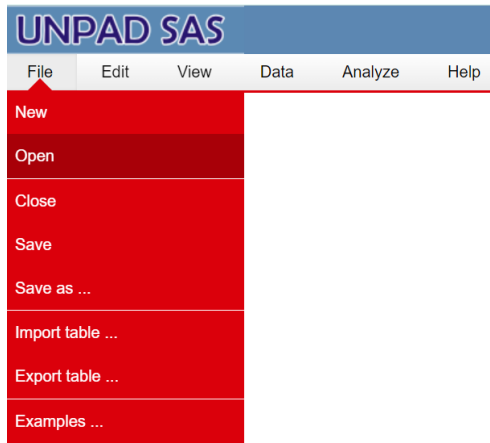 UNPAD SAS
File Edit View Data Analyze Help
New
Open
Close
Save
Save as ...
Import table ...
Export table ...
Examples ...